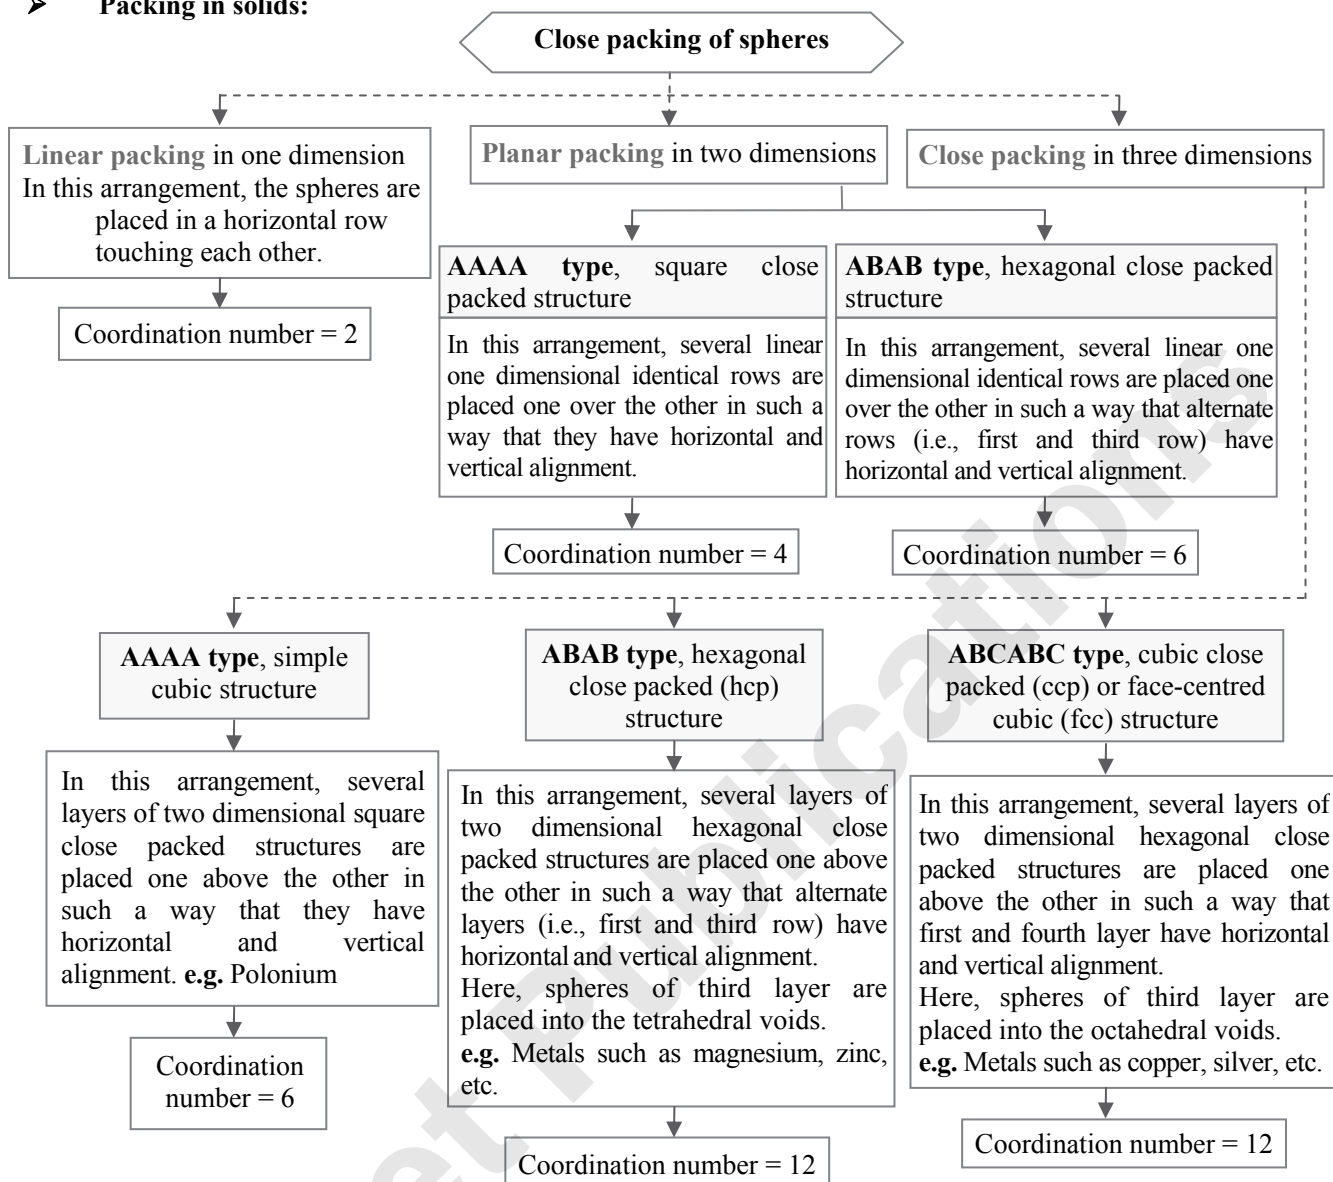 ➤ Packing in solids:
Close packing of spheres
Linear packing in one dimension
In this arrangement, the spheres are
placed in a horizontal row
touching each other.
Coordination number = 2
Planar packing in two dimensions
AAAA type, square close
packed structure
In this arrangement, several linear
one dimensional identical rows are
placed one over the other in such a
way that they have horizontal and
vertical alignment.
Coordination number = 4
ABAB type, hexagonal close packed
structure
In this arrangement, several linear one
dimensional identical rows are placed one
over the other in such a way that alternate
rows (i.e., first and third row) have
horizontal and vertical alignment.
Coordination number = 6
Close packing in three dimensions
AAAA type, simple
cubic structure
In this arrangement, several
layers of two dimensional square
close packed structures are
placed one above the other in
such a way that they have
horizontal and vertical
alignment. e.g. Polonium
Coordination
number = 6
ABAB type, hexagonal
close packed (hcp)
structure
In this arrangement, several layers of
two dimensional hexagonal close
packed structures are placed one above
the other in such a way that alternate
layers (i.e., first and third row) have
horizontal and vertical alignment.
Here, spheres of third layer are
placed into the tetrahedral voids.
e.g. Metals such as magnesium, zinc,
etc.
Coordination number = 12
ABCABC type, cubic close
packed (ccp) or face-centred
cubic (fcc) structure
In this arrangement, several layers of
two dimensional hexagonal close
packed structures are placed one
above the other in such a way that
first and fourth layer have horizontal
and vertical alignment.
Here, spheres of third layer are
placed into the octahedral voids.
e.g. Metals such as copper, silver, etc.
Coordination number = 12
et Publications